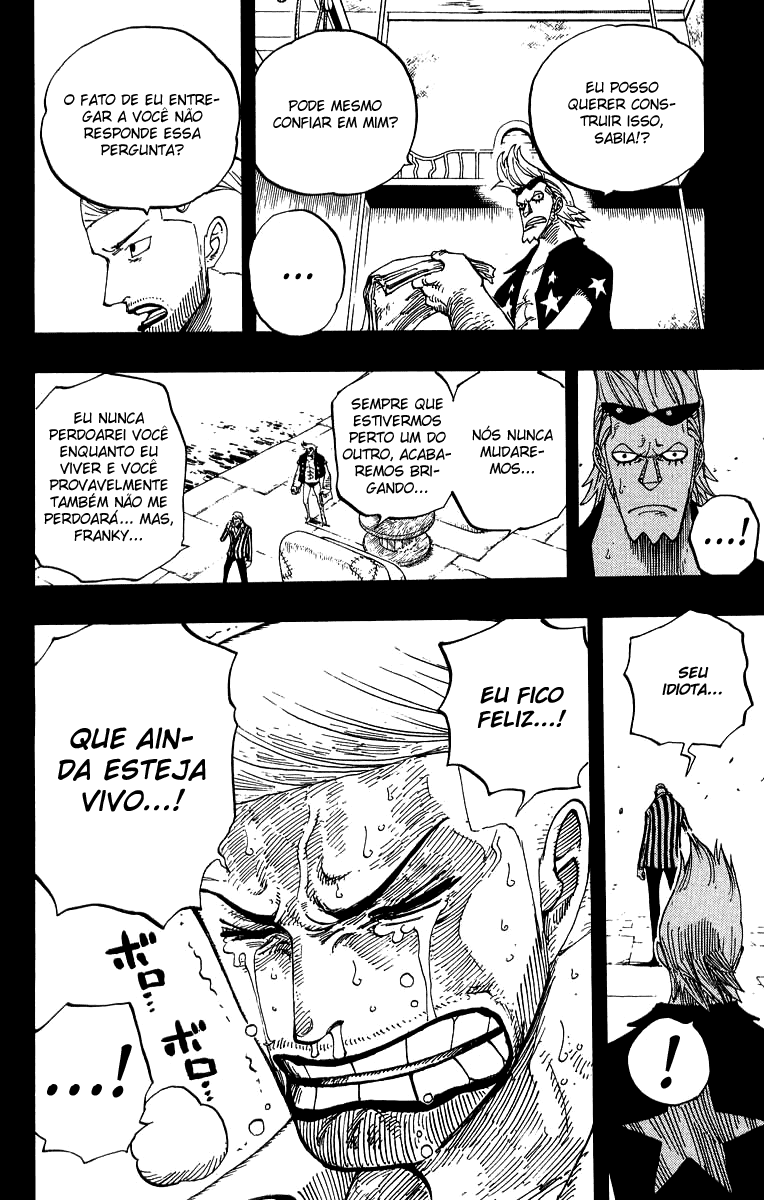 EU POSSO
QUERER CONS-
TRUIR ISSO,
SABIA!?
PODE MESMO
CONFIAR EM MIM?
...
O FATO DE EU ENTRE-
GAR A VOCÊ NÃO
RESPONDE ESSA
PERGUNTA?
...!
NÓS NUNCA
MUDARE-
MOS...
SEMPRE QUE
ESTIVERMOS
PERTO UM DO
OUTRO, ACABA-
REMOS BRI-
GANDO...
EU NUNCA
PERDOAREI VOCÊ
ENQUANTO EU
VIVER E VOCÊ
PROVAVELMENTE
TAMBÉM NÃO ME
PERDOARÁ... MAS,
FRANKY...
SEU
IDIOTA...
!
EU FICO
FELIZ...!
QUE AIN-
DA ESTEJA
VIVO...!
ボロ...
ボロ...
...!